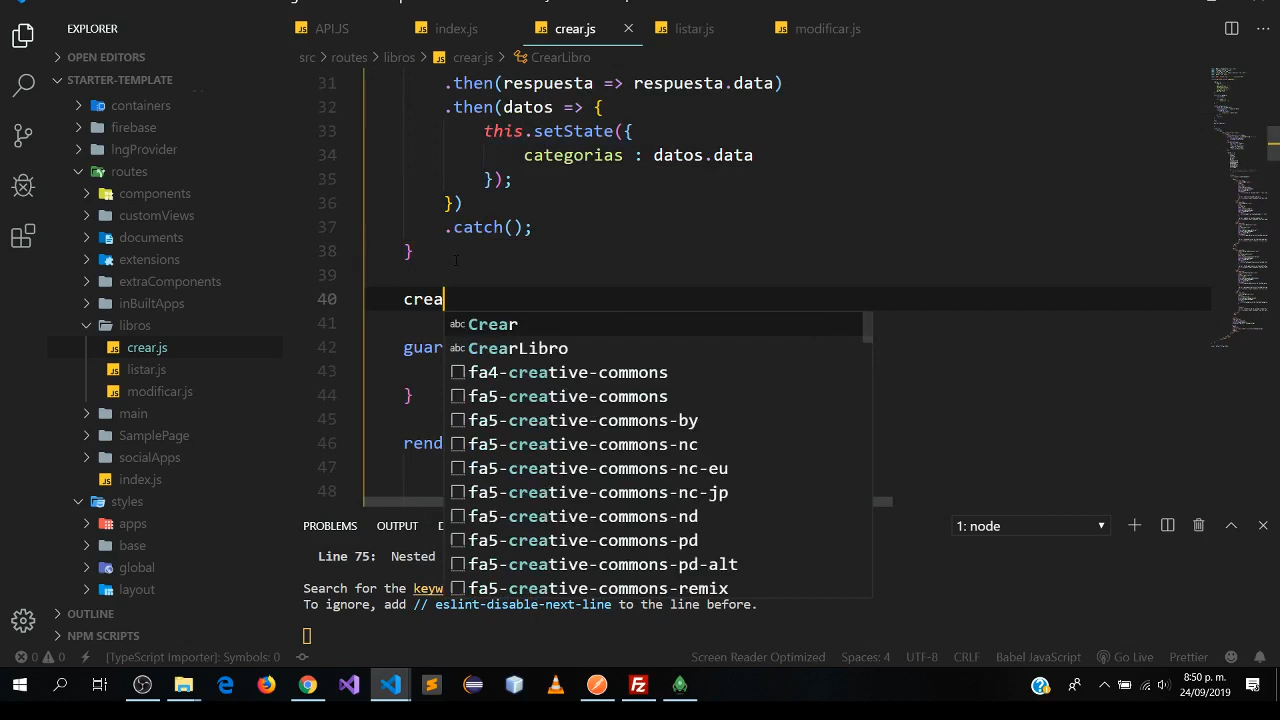 EXPLORER
OPEN EDITORS
STARTER-TEMPLATE
containers
firebase
lngProvider
routes
components
customViews
documents
extensions
extraComponents
inBuiltApps
libros
crear.js
listar.js
modificar.js
main
SamplePage
socialApps
index.js
styles
apps
base
global
layout
OUTLINE
NPM SCRIPTS
APIJS
index.js
crear.js
listar.js
modificar.js
src > routes > libros > crear.js > CrearLibro
31 .then(respuesta => respuesta.data)
32 .then(datos => {
33 this.setState({
34 categorias : datos.data
35 });
36 })
37 .catch();
38 }
39
40 crea
41
42 guar
43
44 }
45
46 rend
47
48
abc Crear
abc CrearLibro
fa4-creative-commons
fa5-creative-commons
fa5-creative-commons-by
fa5-creative-commons-nc
fa5-creative-commons-nc-eu
fa5-creative-commons-nc-jp
fa5-creative-commons-nd
fa5-creative-commons-pd
fa5-creative-commons-pd-alt
fa5-creative-commons-remix
PROBLEMS OUTPUT D
1: node
Line 75: Nested
Search for the keyw
To ignore, add // eslint-disable-next-line to the line before.
0 0 [TypeScript Importer]: Symbols: 0
Screen Reader Optimized Spaces: 4 UTF-8 CRLF Babel JavaScript Go Live Prettier
8:50 p. m.
24/09/2019